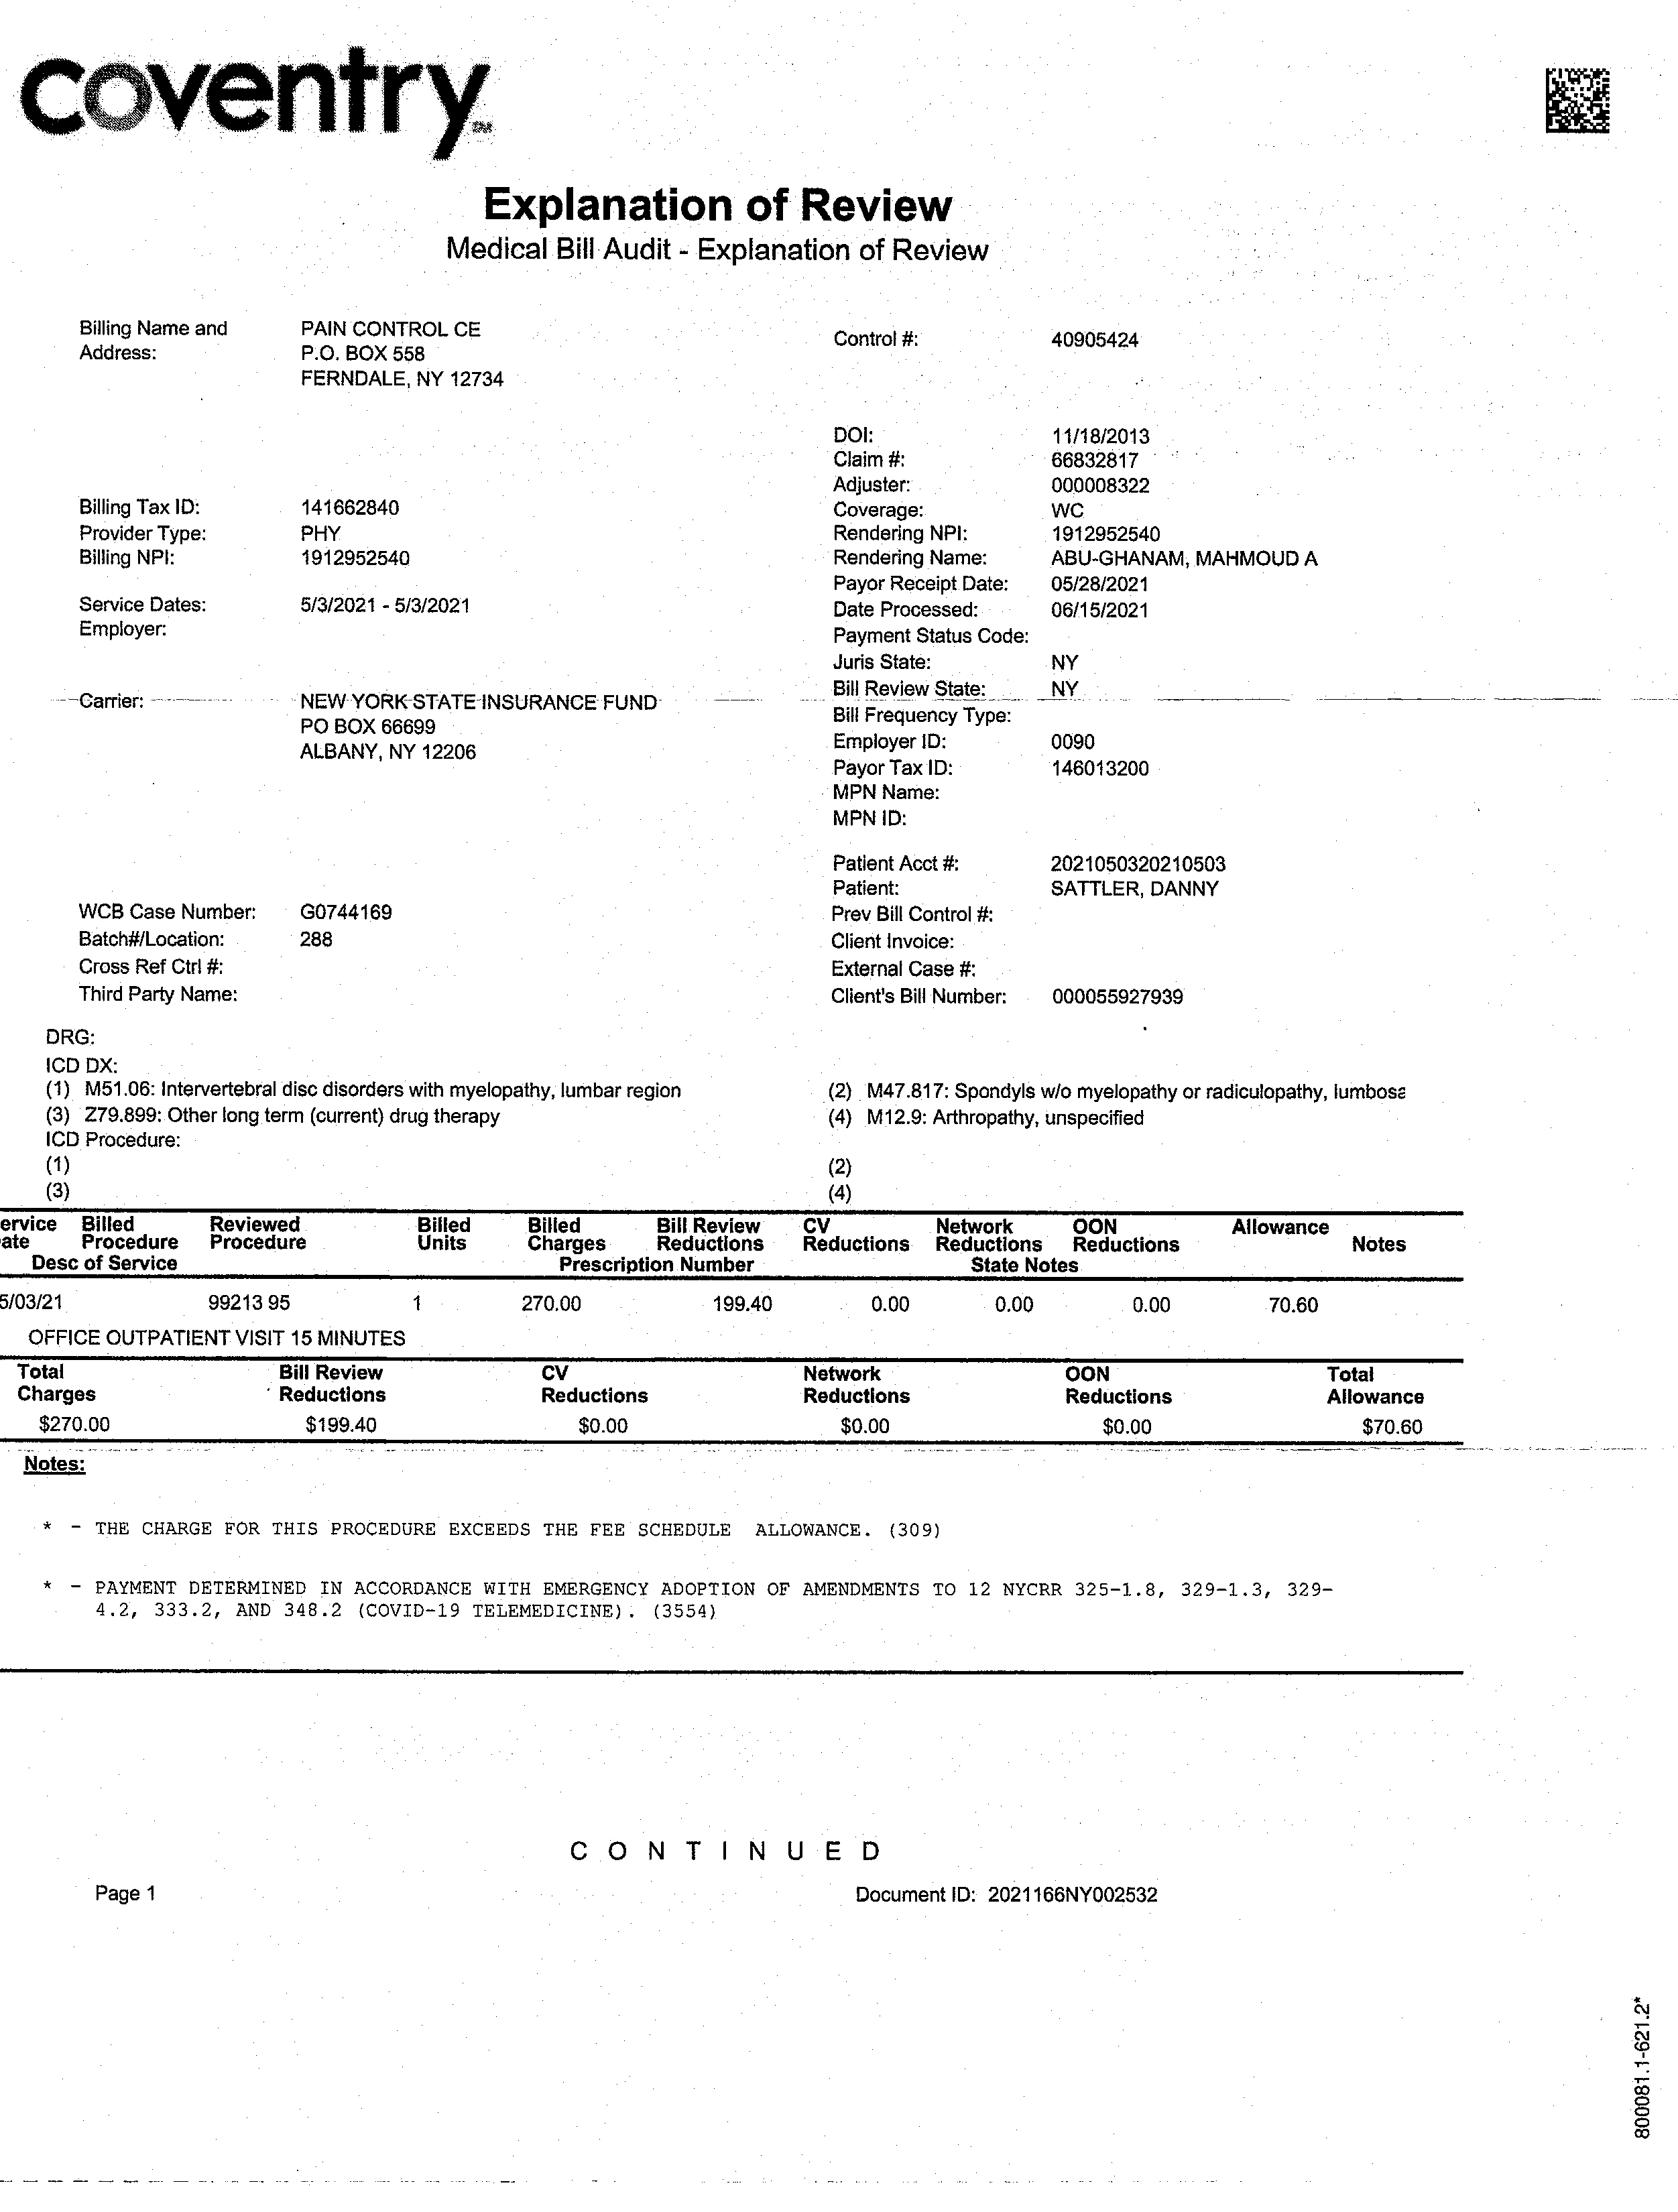 coventry
Explanation of Review
Medical Bill Audit - Explanation of Review
Billing Name and Address: PAIN CONTROL CE
P.O. BOX 558
FERNDALE, NY 12734
Control #: 40905424
DOI: 11/18/2013
Claim #: 66832817
Adjuster: 000008322
Billing Tax ID: 141662840
Coverage: WC
Provider Type: PHY
Rendering NPI: 1912952540
Billing NPI: 1912952540
Rendering Name: ABU-GHANAM, MAHMOUD A
Payor Receipt Date: 05/28/2021
Service Dates: 5/3/2021 - 5/3/2021
Date Processed: 06/15/2021
Employer:
Payment Status Code:
Juris State: NY
Bill Review State: NY
Carrier: NEW YORK STATE INSURANCE FUND
PO BOX 66699
ALBANY, NY 12206
Bill Frequency Type:
Employer ID: 0090
Payor Tax ID: 146013200
MPN Name:
MPN ID:
Patient Acct #: 2021050320210503
Patient: SATTLER, DANNY
WCB Case Number: G0744169
Prev Bill Control #:
Batch#/Location: 288
Client Invoice:
Cross Ref Ctrl #:
External Case #:
Third Party Name:
Client's Bill Number: 000055927939
DRG:
ICD DX:
(1) M51.06: Intervertebral disc disorders with myelopathy, lumbar region
(2) M47.817: Spondyls w/o myelopathy or radiculopathy, lumbosa
(3) Z79.899: Other long term (current) drug therapy
(4) M12.9: Arthropathy, unspecified
ICD Procedure:
(1) (2)
(3) (4)
ervice Billed Reviewed Billed Billed Bill Review CV Network OON Allowance
ate Procedure Procedure Units Charges Reductions Reductions Reductions Reductions Notes
Desc of Service Prescription Number State Notes
5/03/21 99213 95 1 270.00 199.40 0.00 0.00 0.00 70.60
OFFICE OUTPATIENT VISIT 15 MINUTES
Total Bill Review CV Network OON Total
Charges Reductions Reductions Reductions Reductions Allowance
$270.00 $199.40 $0.00 $0.00 $0.00 $70.60
Notes:
* - THE CHARGE FOR THIS PROCEDURE EXCEEDS THE FEE SCHEDULE ALLOWANCE. (309)
* - PAYMENT DETERMINED IN ACCORDANCE WITH EMERGENCY ADOPTION OF AMENDMENTS TO 12 NYCRR 325-1.8, 329-1.3, 329-
4.2, 333.2, AND 348.2 (COVID-19 TELEMEDICINE). (3554)
CONTINUED
Page 1
Document ID: 2021166NY002532
800081.1-621.2*